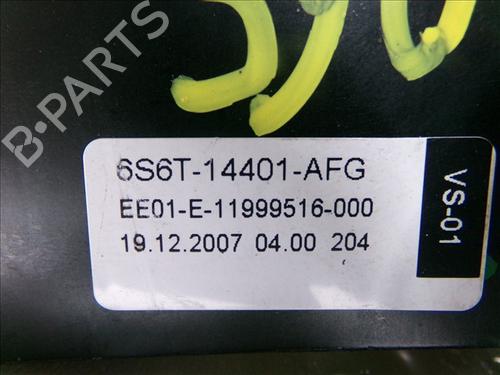 B-PARTS
6S6T-14401-AFG
EE01-E-11999516-000
19.12.2007 04.00 204
VS-01